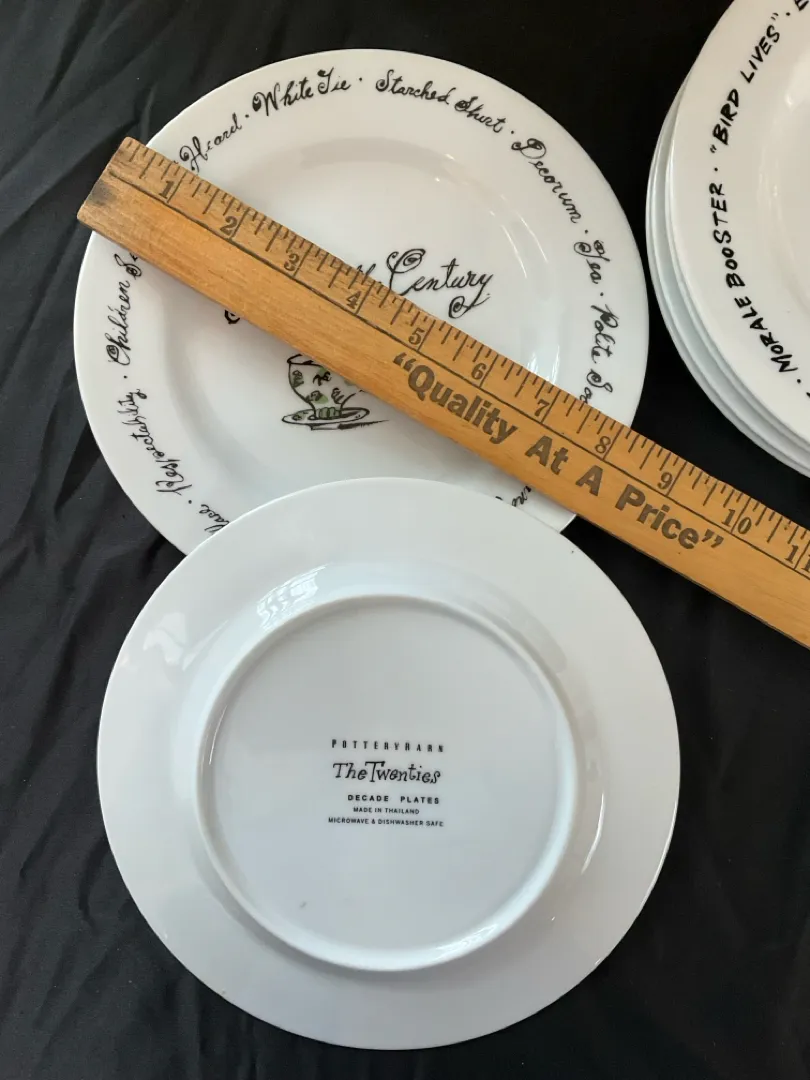 Heard · White Tie · Starched Shirt · Decorum · Tea · Polite
Century
Children
· Respectability ·
MORALE BOOSTER · "BIRD LIVES" ·
1 2 3 4 5 6 7 8 9 10 11
"Quality At A Price"
POTTERYBARN
The Twenties
DECADE PLATES
MADE IN THAILAND
MICROWAVE & DISHWASHER SAFE